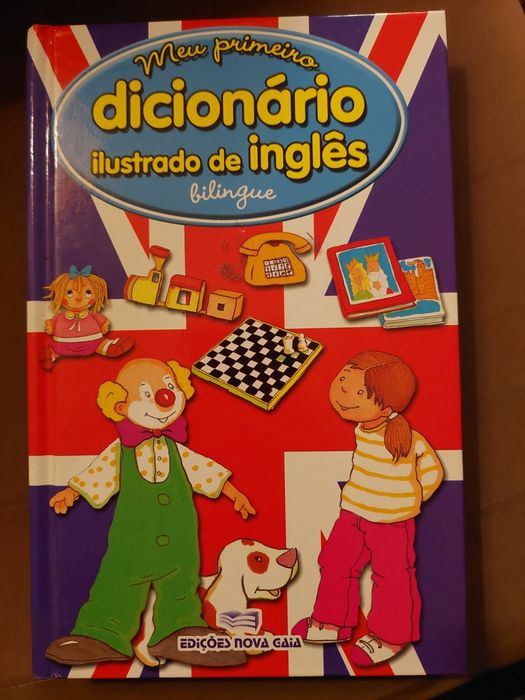 Meu primeiro
dicionário
ilustrado de inglês
bilingue
EDIÇÕES NOVA GAIA